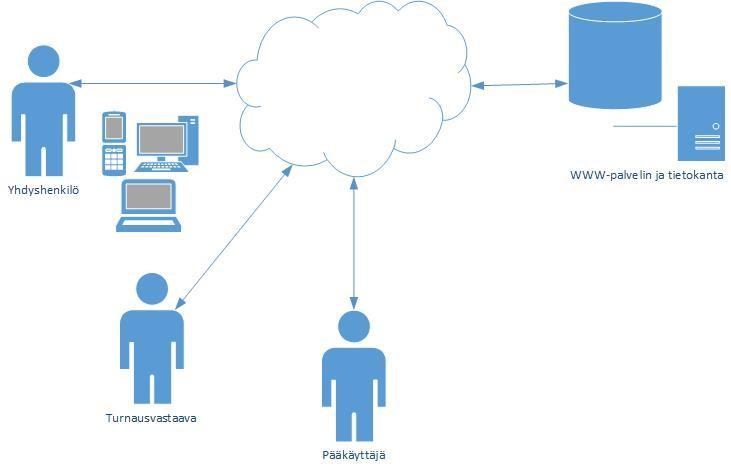 Yhdyshenkilö
WWW-palvelin ja tietokanta
Turnausvastaava
Pääkäyttäjä